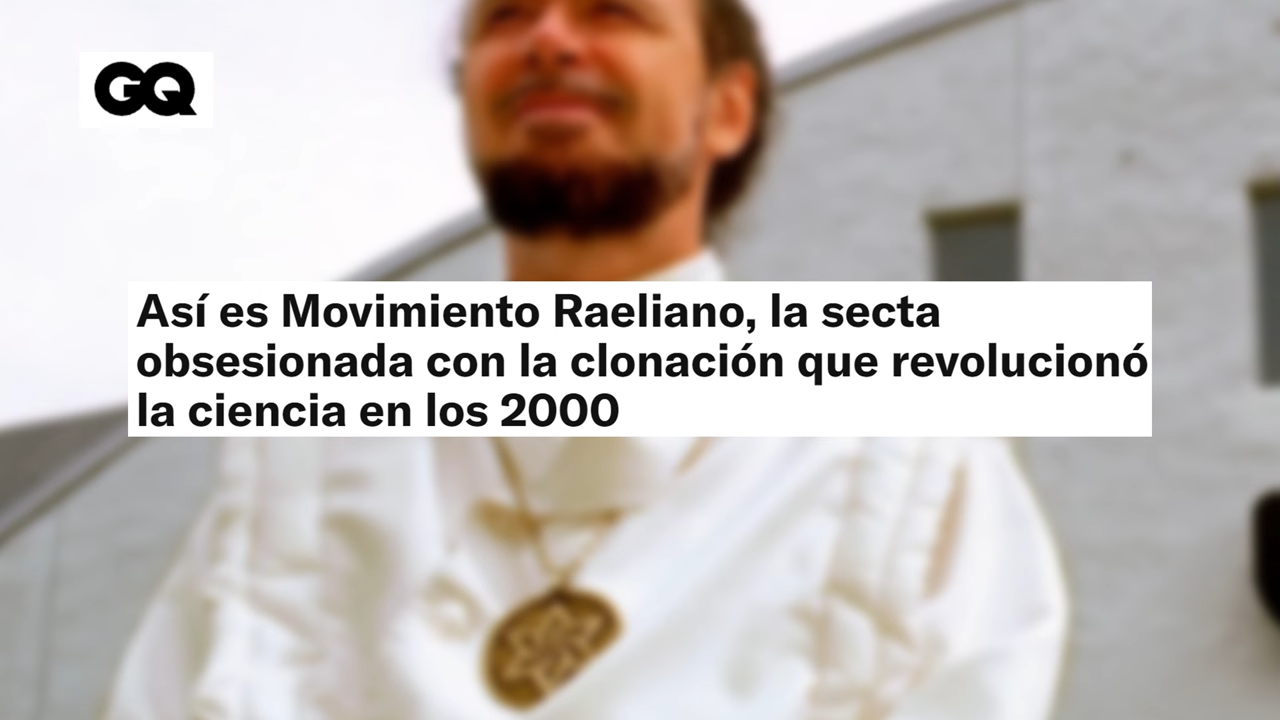 GQ
Así es Movimiento Raeliano, la secta
obsesionada con la clonación que revolucionó
la ciencia en los 2000